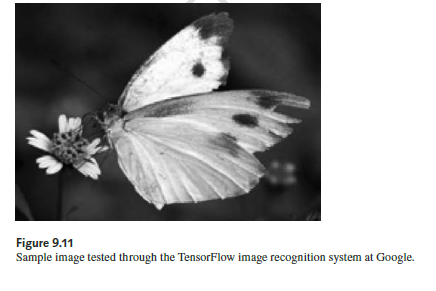 Figure 9.11
Sample image tested through the TensorFlow image recognition system at Google.